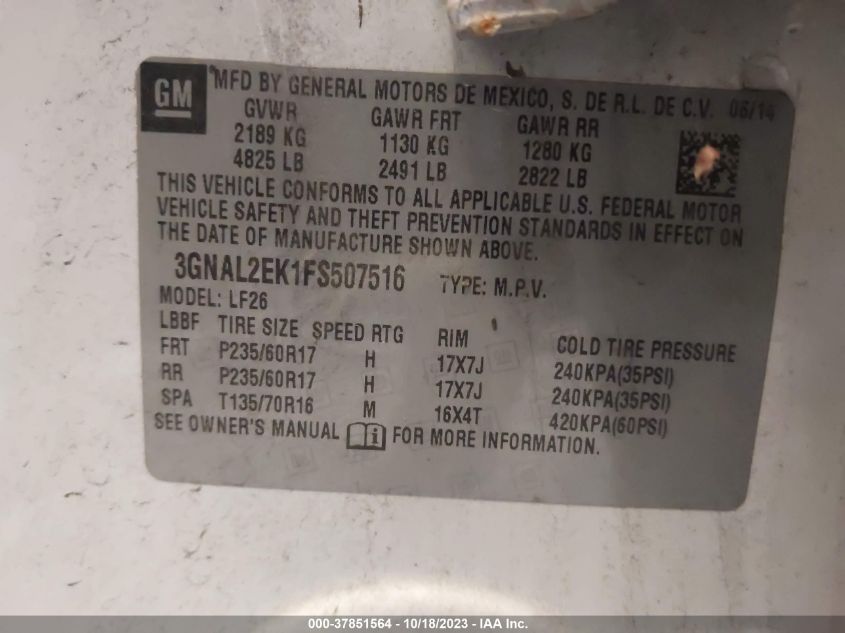 GM
MFD BY GENERAL MOTORS DE MEXICO, S. DE R.L. DE C.V. 06/14
GVWR GAWR FRT GAWR RR
2189 KG 1130 KG 1280 KG
4825 LB 2491 LB 2822 LB
THIS VEHICLE CONFORMS TO ALL APPLICABLE U.S. FEDERAL MOTOR
VEHICLE SAFETY AND THEFT PREVENTION STANDARDS IN EFFECT ON
THE DATE OF MANUFACTURE SHOWN ABOVE.
3GNAL2EK1FS507516 TYPE: M.P.V.
MODEL: LF26
LBBF TIRE SIZE SPEED RTG RIM COLD TIRE PRESSURE
FRT P235/60R17 H 17X7J 240KPA(35PSI)
RR P235/60R17 H 17X7J 240KPA(35PSI)
SPA T135/70R16 M 16X4T 420KPA(60PSI)
SEE OWNER'S MANUAL i FOR MORE INFORMATION.
000-37851564 - 10/18/2023 - IAA Inc.